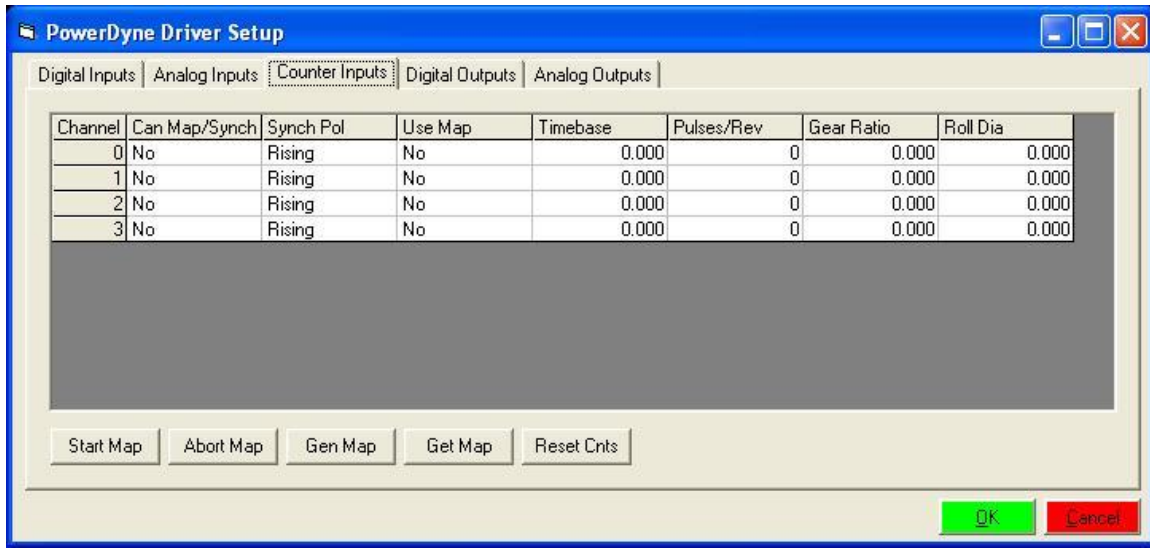 PowerDyne Driver Setup
Digital Inputs Analog Inputs Counter Inputs Digital Outputs Analog Outputs
Channel Can Map/Synch Synch Pol Use Map Timebase Pulses/Rev Gear Ratio Roll Dia
0 No Rising No 0.000 0 0.000 0.000
1 No Rising No 0.000 0 0.000 0.000
2 No Rising No 0.000 0 0.000 0.000
3 No Rising No 0.000 0 0.000 0.000
Start Map Abort Map Gen Map Get Map Reset Cnts
OK Cancel